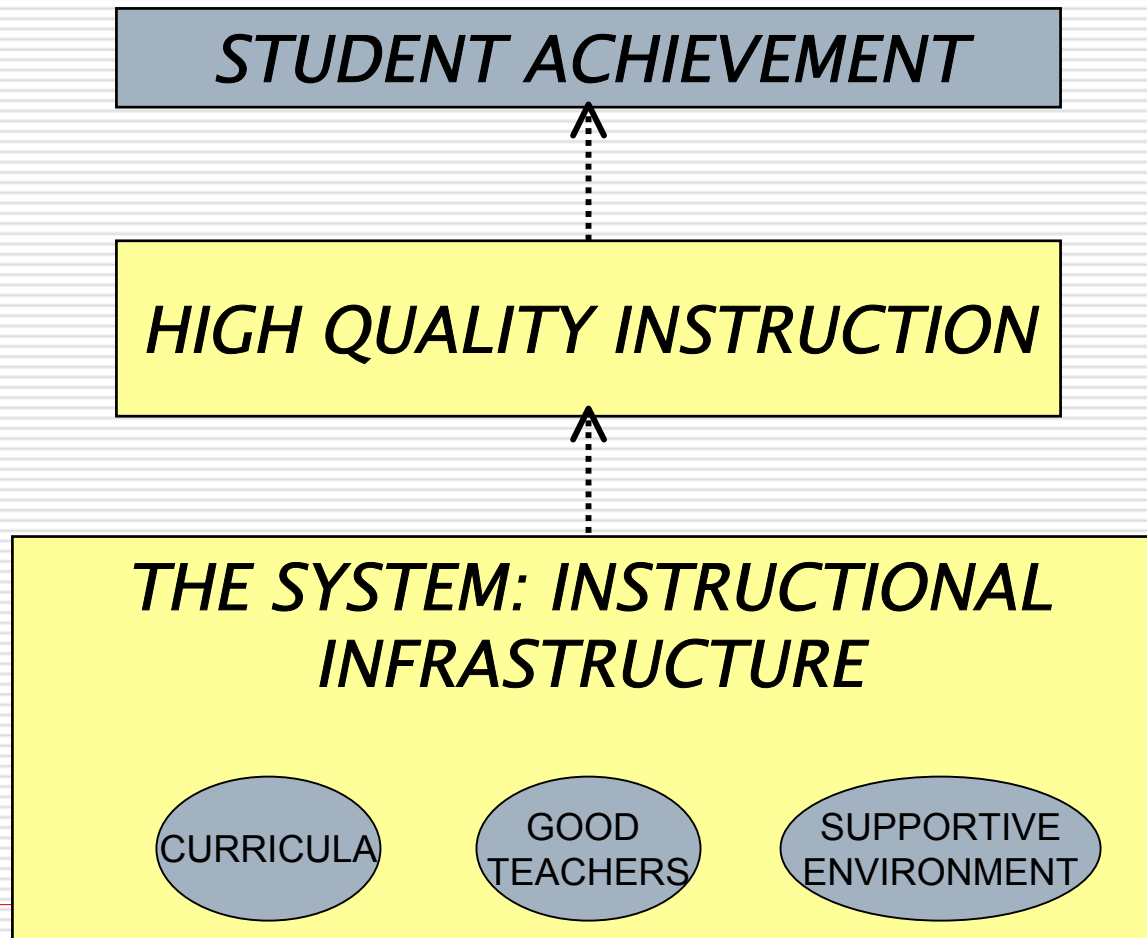 STUDENT ACHIEVEMENT
HIGH QUALITY INSTRUCTION
THE SYSTEM: INSTRUCTIONAL
INFRASTRUCTURE
CURRICULA
GOOD
TEACHERS
SUPPORTIVE
ENVIRONMENT